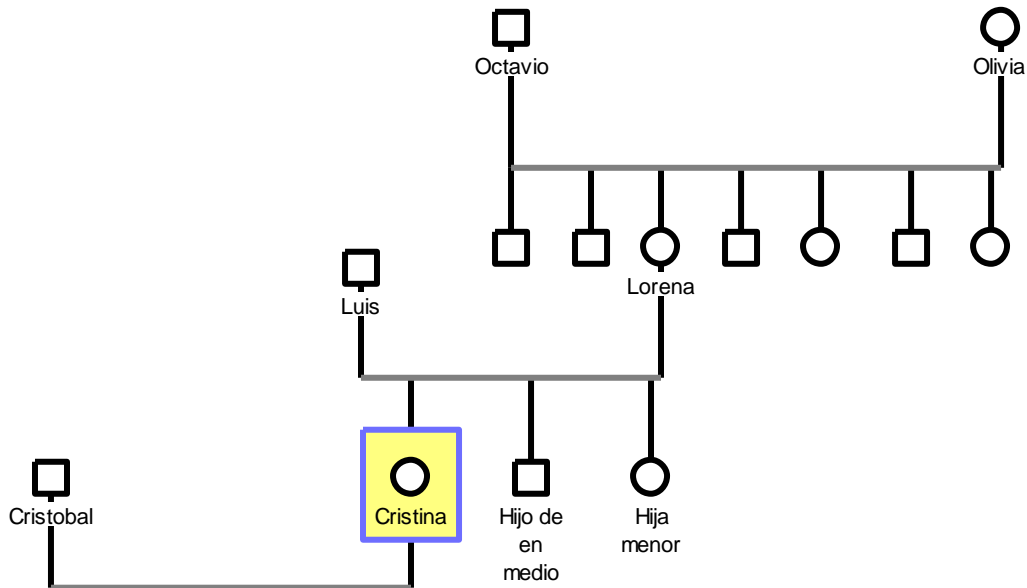 Octavio
Olivia
Lorena
Luis
Cristobal
Cristina
Hijo de
en
medio
Hija
menor